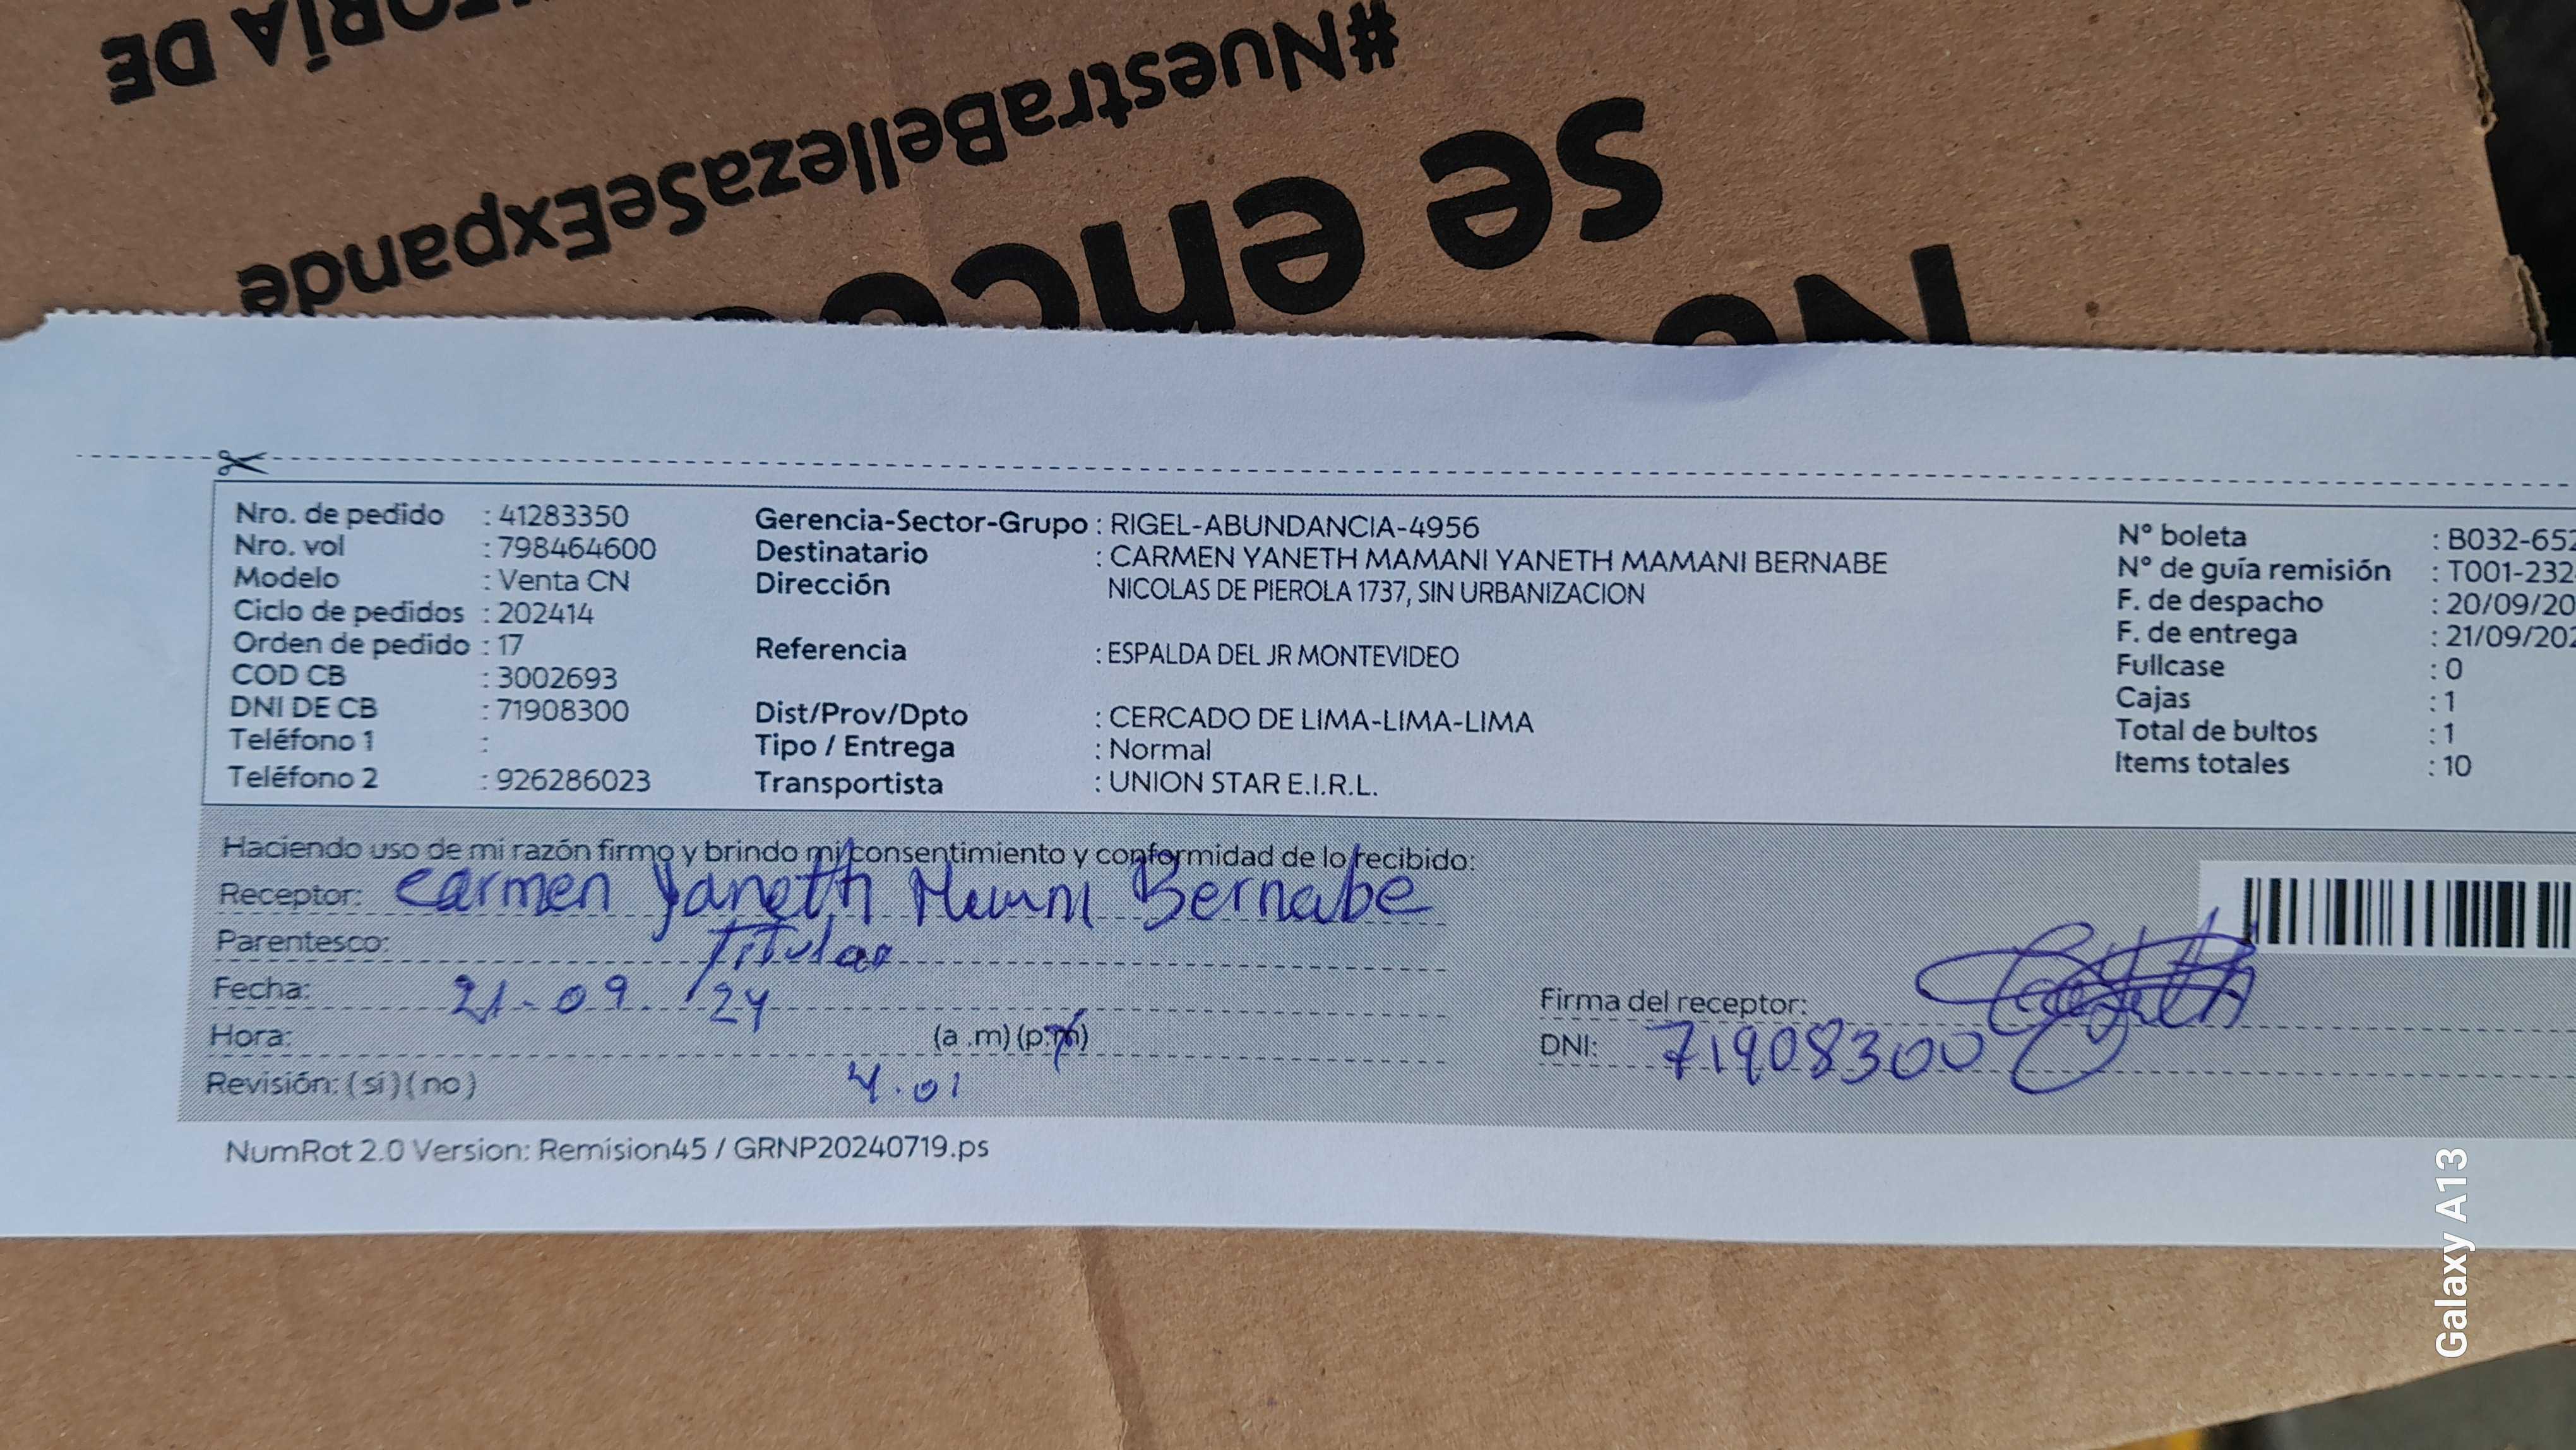 TORÍA DE
#NuestraBellezaSeExpande
se enco
No
Nro. de pedido : 41283350
Nro. vol : 798464600
Modelo : Venta CN
Ciclo de pedidos : 202414
Orden de pedido : 17
COD CB : 3002693
DNI DE CB : 71908300
Teléfono 1 :
Teléfono 2 : 926286023
Gerencia-Sector-Grupo : RIGEL-ABUNDANCIA-4956
Destinatario : CARMEN YANETH MAMANI YANETH MAMANI BERNABE
Dirección NICOLAS DE PIEROLA 1737, SIN URBANIZACION
Referencia : ESPALDA DEL JR MONTEVIDEO
Dist/Prov/Dpto : CERCADO DE LIMA-LIMA-LIMA
Tipo / Entrega : Normal
Transportista : UNION STAR E.I.R.L.
N° boleta : B032-652
N° de guía remisión : T001-232
F. de despacho : 20/09/20
F. de entrega : 21/09/202
Fullcase : 0
Cajas : 1
Total de bultos : 1
Items totales : 10
Haciendo uso de mi razón firmo y brindo mi consentimiento y conformidad de lo recibido:
Receptor: Carmen Yaneth Bernabe
Parentesco: Titular
Fecha: 21-09-24
Hora: (a .m) (p.m)
Revisión: (si) (no) 4.01
Firma del receptor:
DNI: 71908300
NumRot 2.0 Version: Remision45 / GRNP20240719.ps
Galaxy A13